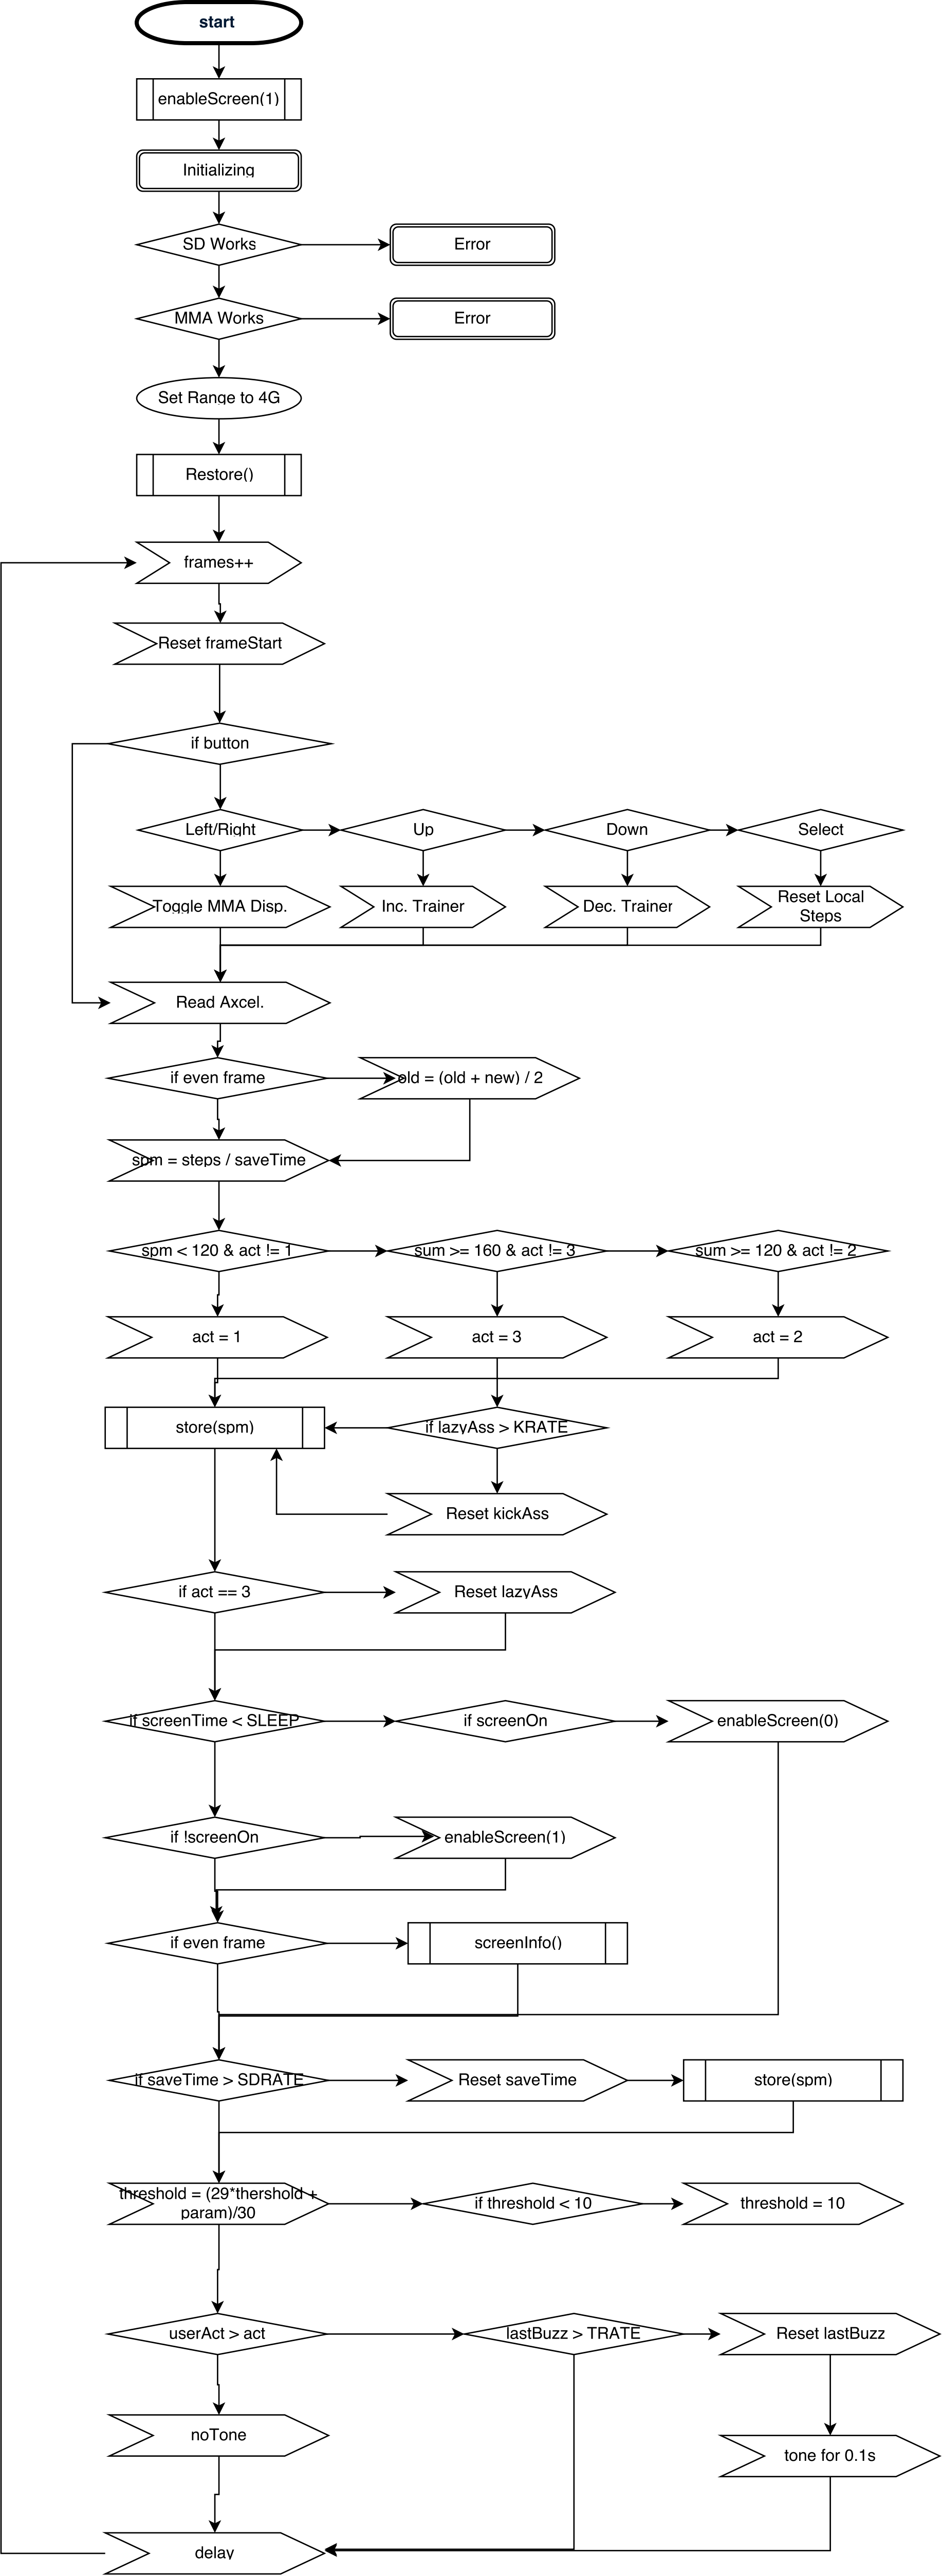 start
enableScreen(1)
Initializing
SD Works
Error
MMA Works
Error
Set Range to 4G
Restore()
frames++
Reset frameStart
if button
Left/Right
Up
Down
Select
Toggle MMA Disp.
Inc. Trainer
Dec. Trainer
Reset Local
Steps
Read Axcel.
if even frame
old = (old + new) / 2
spm = steps / saveTime
spm < 120 & act != 1
sum >= 160 & act != 3
sum >= 120 & act != 2
act = 1
act = 3
act = 2
store(spm)
if lazyAss > KRATE
Reset kickAss
if act == 3
Reset lazyAss
if screenTime < SLEEP
if screenOn
enableScreen(0)
if !screenOn
enableScreen(1)
if even frame
screenInfo()
if saveTime > SDRATE
Reset saveTime
store(spm)
threshold = (29*thershold +
param)/30
if threshold < 10
threshold = 10
userAct > act
lastBuzz > TRATE
Reset lastBuzz
noTone
tone for 0.1s
delay